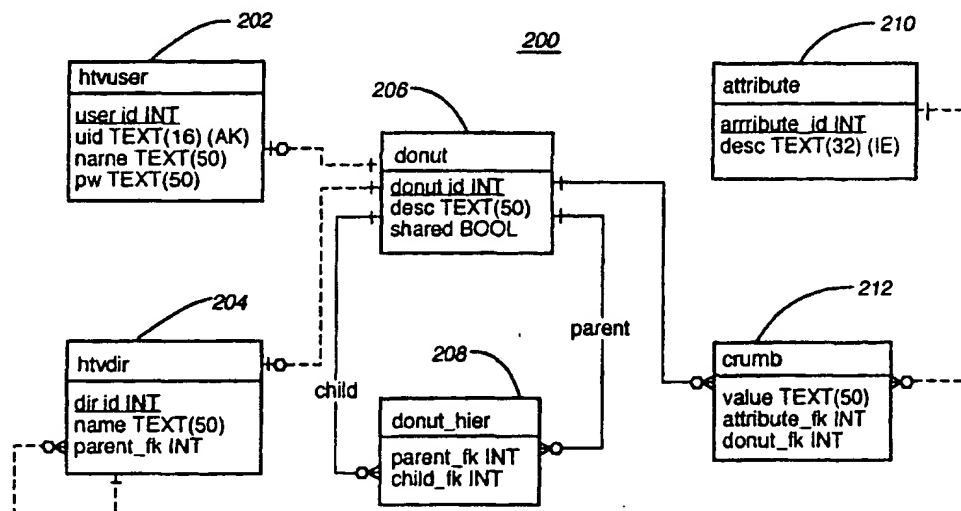 202
200
210
htvuser
user id INT
uid TEXT(16) (AK)
name TEXT(50)
pw TEXT(50)
206
donut
donut id INT
desc TEXT(50)
shared BOOL
attribute
arrribute_id INT
desc TEXT(32) (IE)
204
htvdir
dir id INT
name TEXT(50)
parent_fk INT
child
parent
208
donut_hier
parent_fk INT
child_fk INT
212
crumb
value TEXT(50)
attribute_fk INT
donut_fk INT